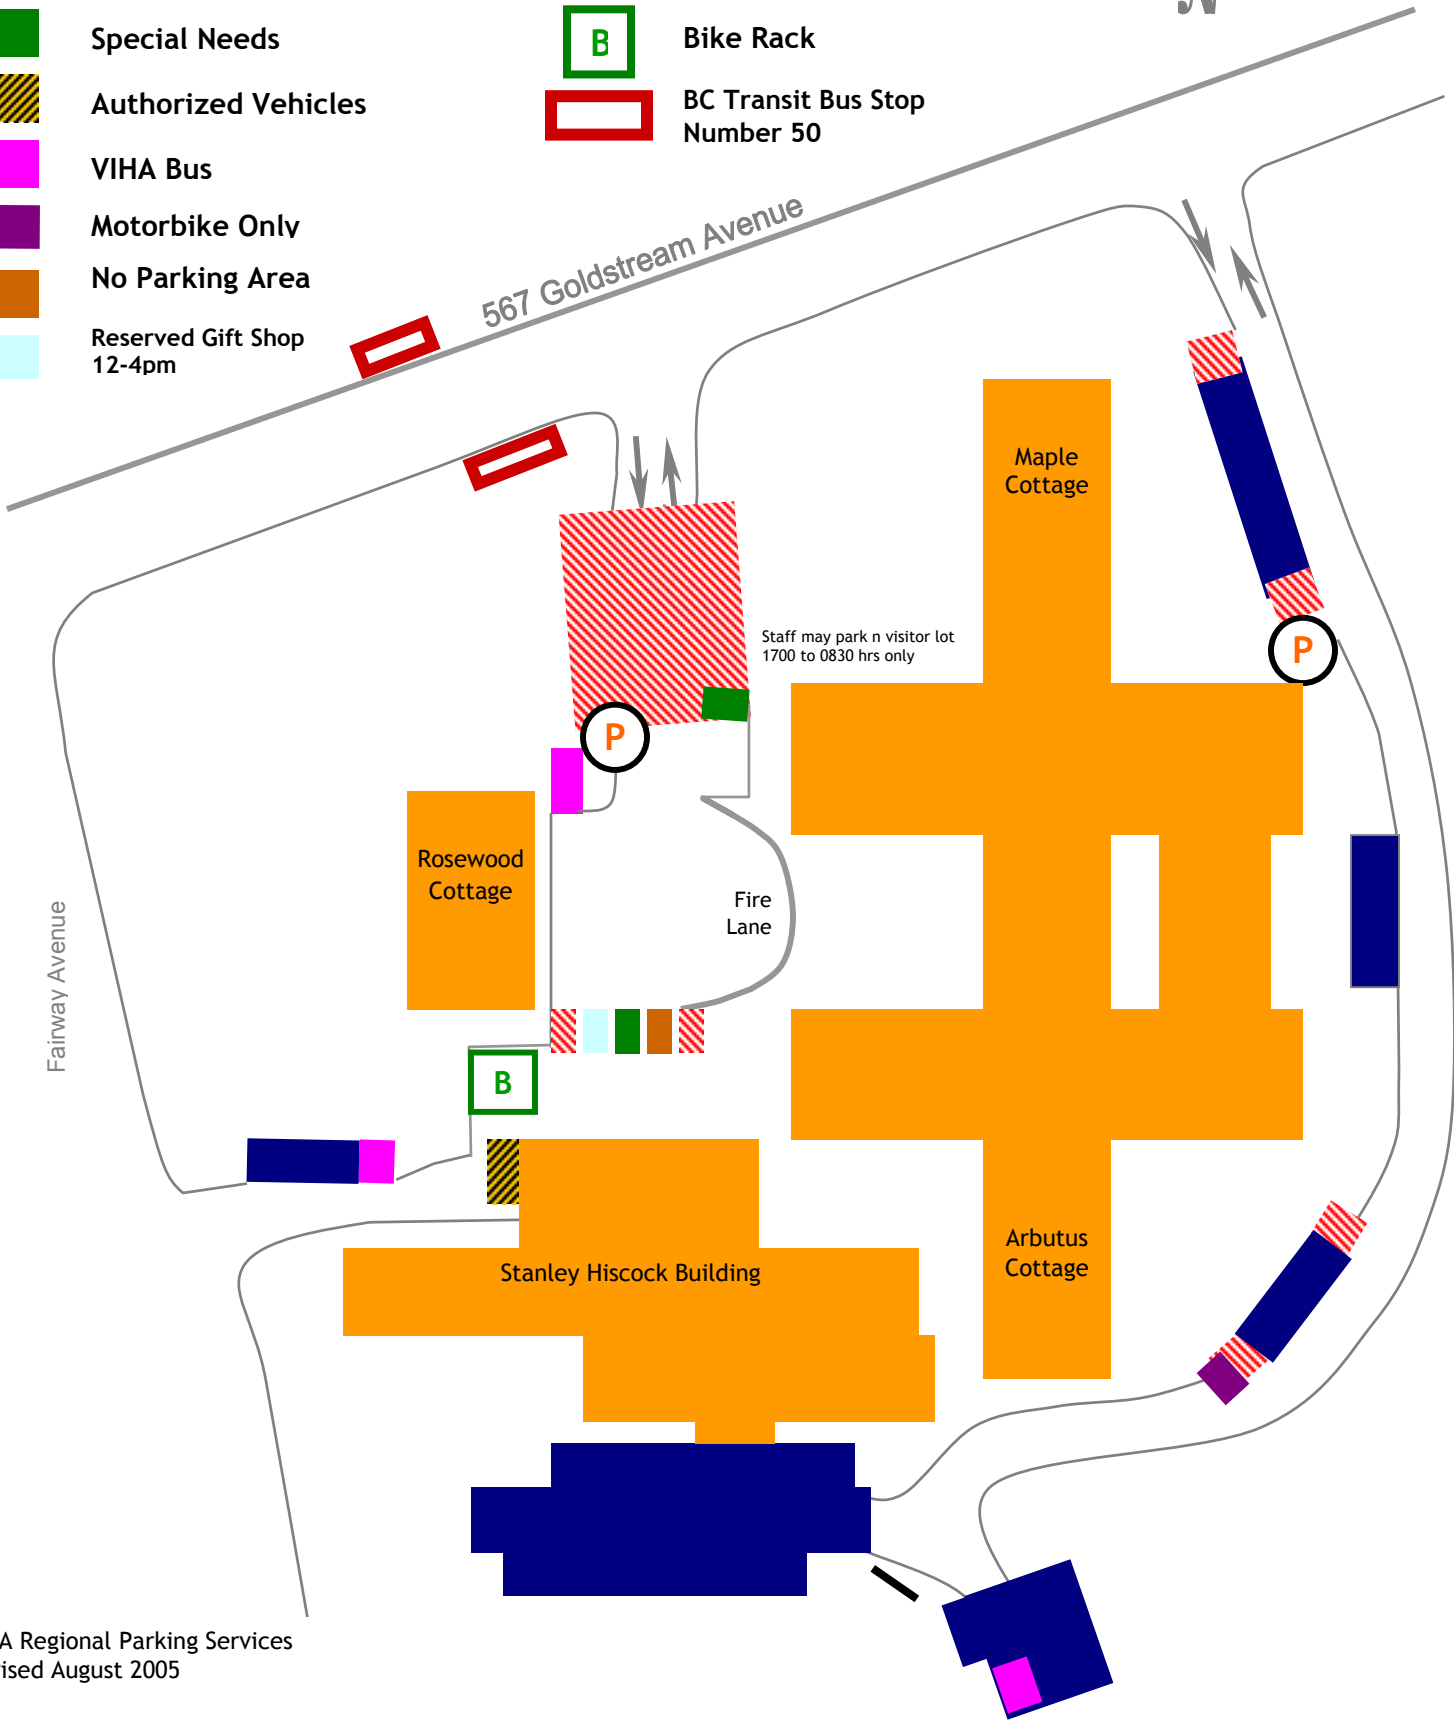 Special Needs
Authorized Vehicles
VIHA Bus
Motorbike Only
No Parking Area
Reserved Gift Shop
12-4pm
B
Bike Rack
BC Transit Bus Stop
Number 50
567 Goldstream Avenue
Maple
Cottage
Staff may park n visitor lot
1700 to 0830 hrs only
P
P
Rosewood
Cottage
Fire
Lane
Fairway Avenue
B
Arbutus
Cottage
Stanley Hiscock Building
A Regional Parking Services
ised August 2005